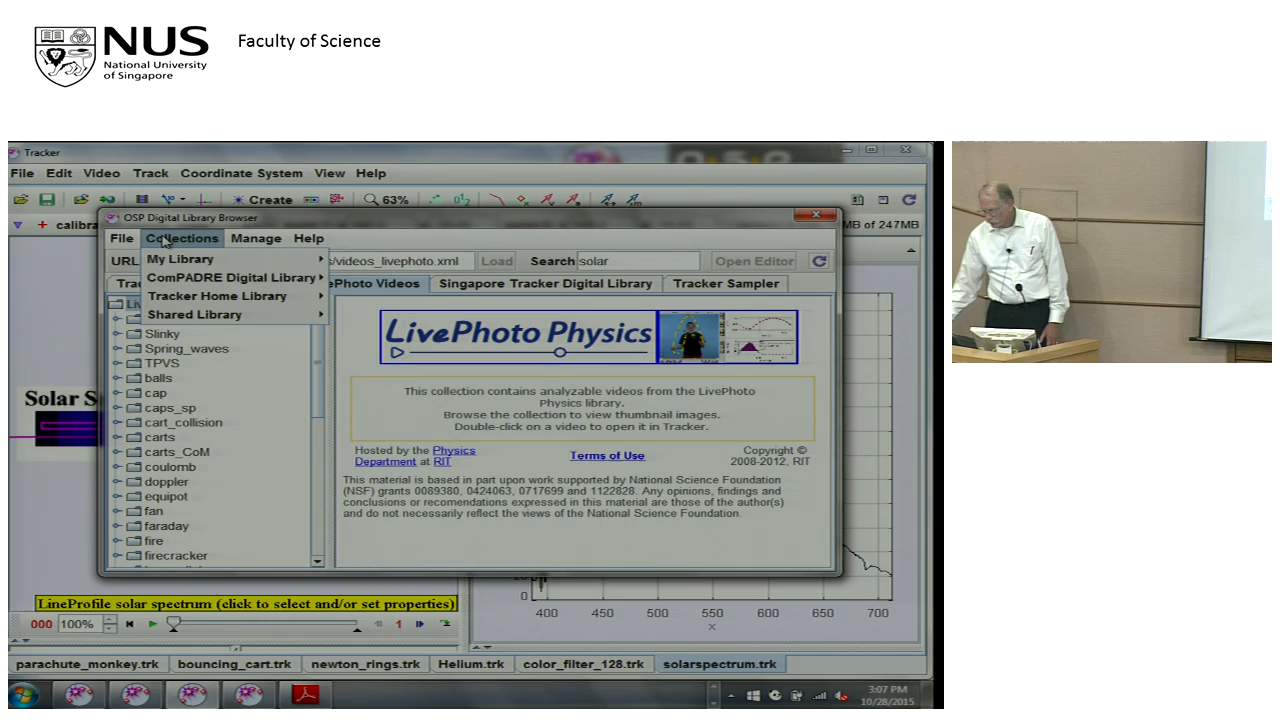 NUS
National University
of Singapore
Faculty of Science
Tracker
File Edit Video Track Coordinate System View Help
Create 63%
calibra
MB of 247MB
OSP Digital Library Browser
File Collections Manage Help
URL
s/videos_livephoto.xml Load Search solar Open Editor
My Library
ComPADRE Digital Library
Tracker Home Library
Shared Library
Trac
ePhoto Videos Singapore Tracker Digital Library Tracker Sampler
Slinky
Spring_waves
TPVS
balls
cap
caps_sp
cart_collision
carts
carts_CoM
coulomb
doppler
equipot
fan
faraday
fire
firecracker
LivePhoto Physics
This collection contains analyzable videos from the LivePhoto
Physics library.
Browse the collection to view thumbnail images.
Double-click on a video to open it in Tracker.
Hosted by the Physics
Department at RIT
Terms of Use
Copyright ©
2008-2012, RIT
This material is based in part upon work supported by National Science Foundation
(NSF) grants 0089380, 0424063, 0717699 and 1122828. Any opinions, findings and
conclusions or recomendations expressed in this material are those of the author(s)
and do not necessarily reflect the views of the National Science Foundation.
Solar S
0
400 450 500 550 600 650 700
x
LineProfile solar spectrum (click to select and/or set properties)
000 100% 1
parachute_monkey.trk bouncing_cart.trk newton_rings.trk Helium.trk color_filter_128.trk solarspectrum.trk
3:07 PM
10/28/2015